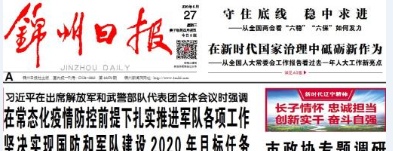 錦州日报
JINZHOU DAILY
27
守住底线 稳中求进
——从全国两会看“六稳”“六保”如何发力
在新时代国家治理中砥砺新作为
——从全国人大常委会工作报告看过去一年人大工作新亮点
A
习近平在出席解放军和武警部队代表团全体会议时强调
在常态化疫情防控前提下扎实推进军队各项工作
坚决实现国防和军队建设2020年目标任务
新时代辽宁精神
长子情怀 忠诚担当
创新实干 奋斗自强
市政协专题调研